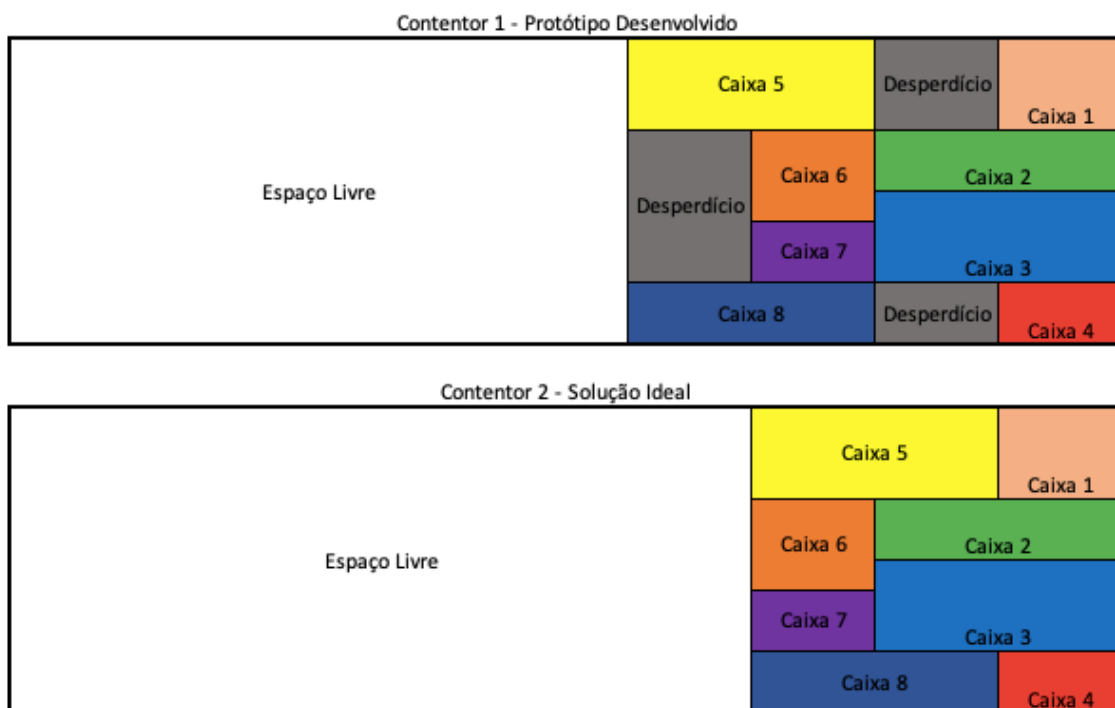 Contentor 1 - Protótipo Desenvolvido
Caixa 5
Desperdício
Caixa 1
Espaço Livre
Desperdício
Caixa 6
Caixa 2
Caixa 7
Caixa 3
Caixa 8
Desperdício
Caixa 4
Contentor 2 - Solução Ideal
Caixa 5
Caixa 1
Espaço Livre
Caixa 6
Caixa 2
Caixa 7
Caixa 3
Caixa 8
Caixa 4